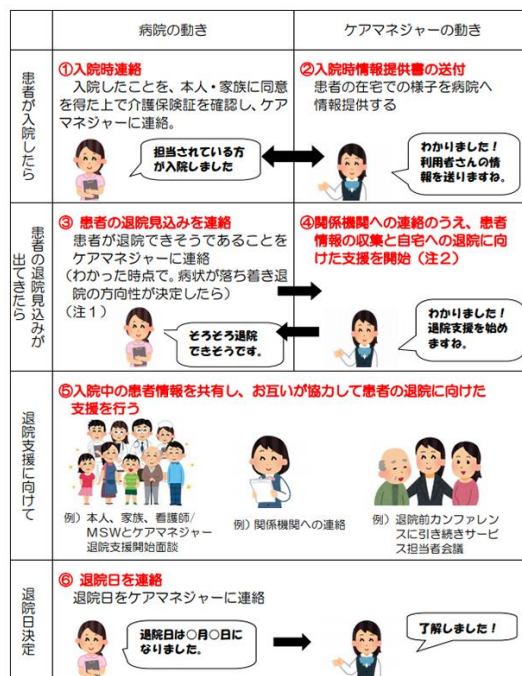 病院の動き
ケアマネジャーの動き
患者が入院したら
①入院時連絡
入院したことを、本人・家族に同意
を得た上で介護保険証を確認し、ケア
マネジャーに連絡。
担当されている方
が入院しました
②入院時情報提供書の送付
患者の在宅での様子を病院へ
情報提供する
わかりました!
利用者さんの情
報を送りますね。
患者の退院見込みが
出てきたら
③ 患者の退院見込みを連絡
患者が退院できそうであることを
ケアマネジャーに連絡
(わかった時点で。病状が落ち着き退
院の方向性が決定したら)
(注1)
そろそろ退院
できそうです。
④関係機関への連絡のうえ、患者
情報の収集と自宅への退院に向
けた支援を開始(注2)
わかりました!
退院支援を始め
ますね。
退院支援に向けて
⑤入院中の患者情報を共有し、お互いが協力して患者の退院に向けた
支援を行う
例)本人、家族、看護師/
MSWとケアマネジャー
退院支援開始面談
例)関係機関への連絡
例)退院前カンファレン
スに引き続きサービ
ス担当者会議
退院日決定
⑥ 退院日を連絡
退院日をケアマネジャーに連絡
退院日は○月○日に
なりました。
了解しました!